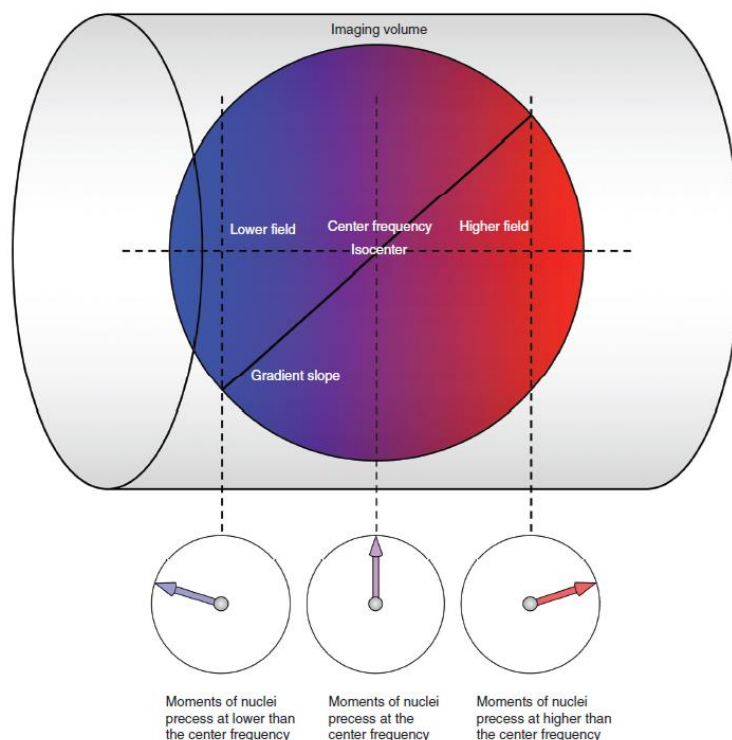 Imaging volume
Lower field
Center frequency
Higher field
Isocenter
Gradient slope
Moments of nuclei
precess at lower than
the center frequency
Moments of nuclei
precess at the
center frequency
Moments of nuclei
precess at higher than
the center frequency